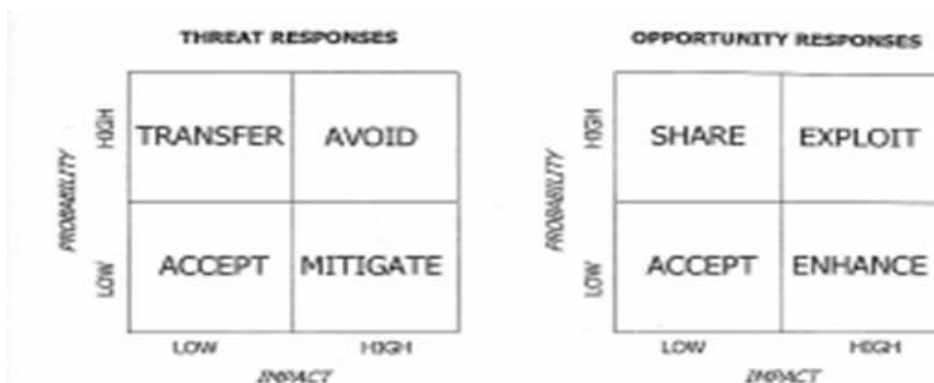 THREAT RESPONSES
PROBABILITY
HIGH
LOW
TRANSFER
AVOID
ACCEPT
MITIGATE
LOW
HIGH
IMPACT
OPPORTUNITY RESPONSES
PROBABILITY
HIGH
LOW
SHARE
EXPLOIT
ACCEPT
ENHANCE
LOW
HIGH
IMPACT